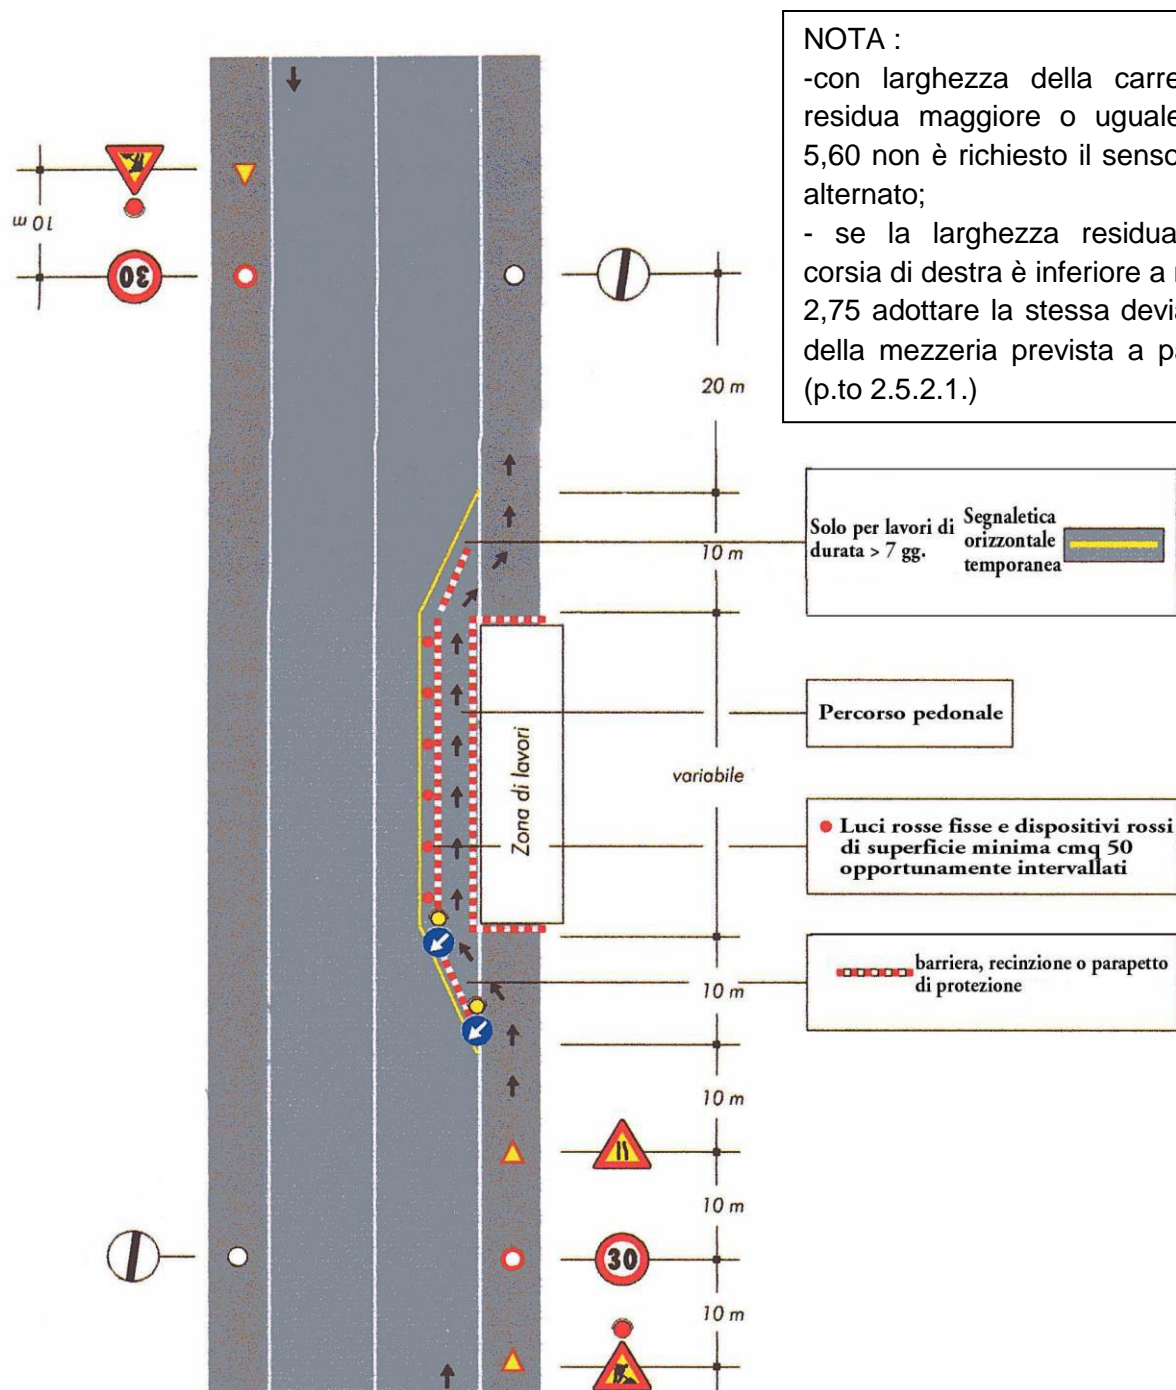 NOTA :
-con larghezza della carre
residua maggiore o uguale
5,60 non è richiesto il senso
alternato;
- se la larghezza residua
corsia di destra è inferiore a
2,75 adottare la stessa devia
della mezzeria prevista a pa
(p.to 2.5.2.1.)
10 m
30
20 m
Solo per lavori di
durata > 7 gg.
Segnaletica
orizzontale
temporanea
10 m
Percorso pedonale
Zona di lavori
variabile
Luci rosse fisse e dispositivi rossi
di superficie minima cmq 50
opportunamente intervallati
barriera, recinzione o parapetto
di protezione
10 m
10 m
10 m
30
10 m